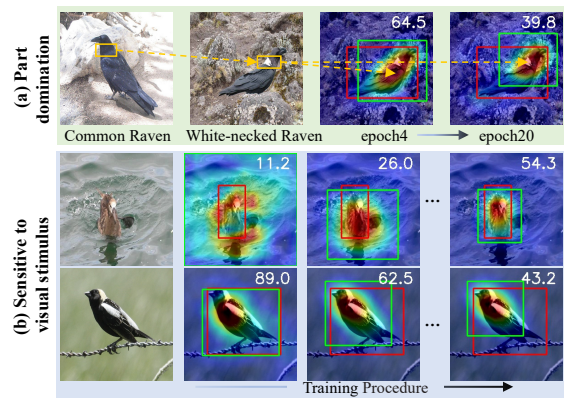 (a) Part
domination
64.5
39.8
Common Raven
White-necked Raven
epoch4
epoch20
(b) Sensitive to
visual stimulus
11.2
26.0
54.3
...
89.0
62.5
43.2
...
Training Procedure